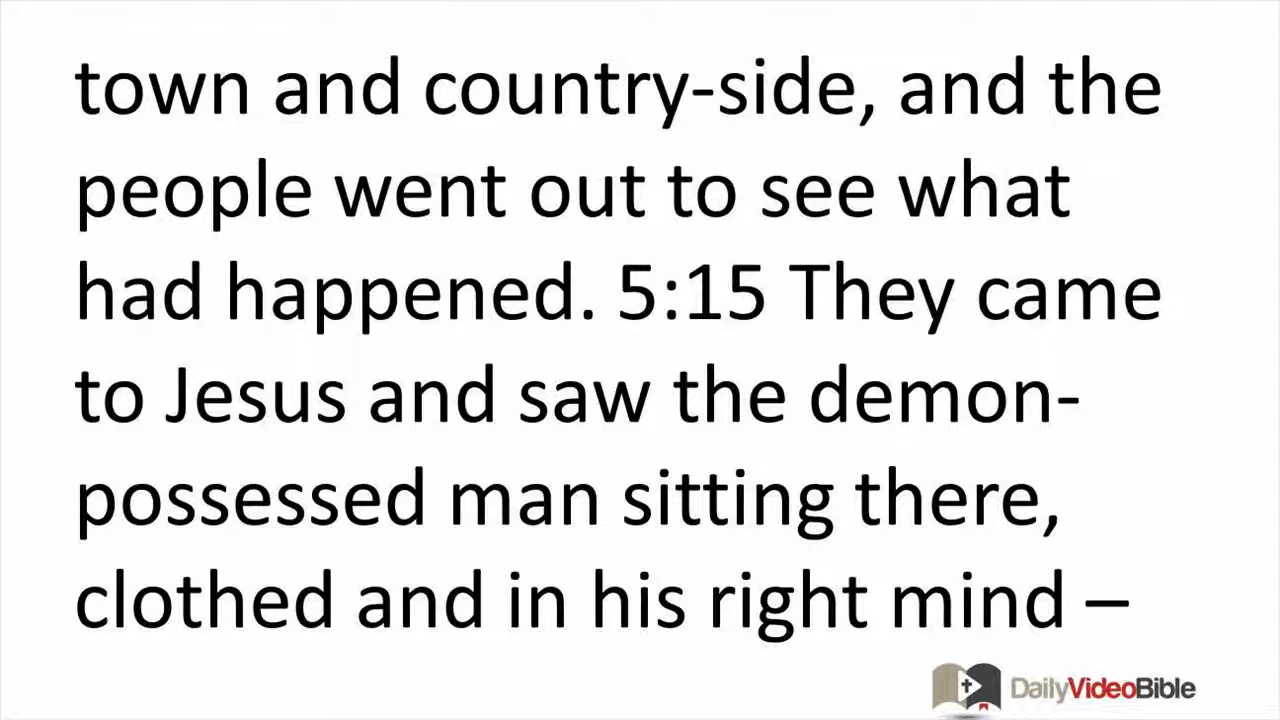 town and country-side, and the
people went out to see what
had happened. 5:15 They came
to Jesus and saw the demon-
possessed man sitting there,
clothed and in his right mind –
DailyVideoBible